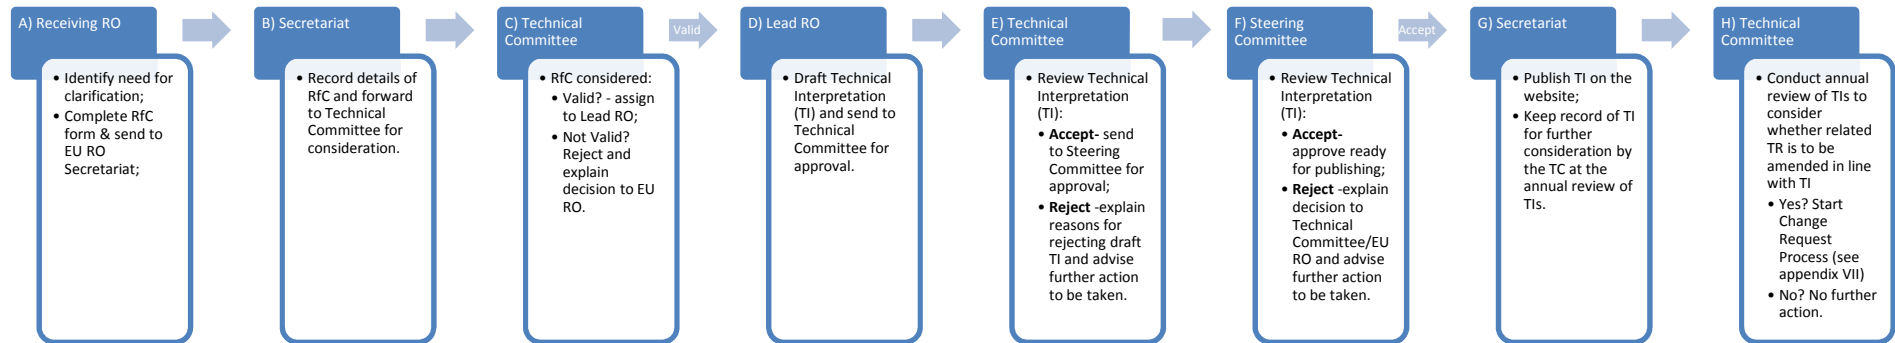 A) Receiving RO
• Identify need for
clarification;
• Complete RfC
form & send to
EU RO
Secretariat;
B) Secretariat
• Record details of
RfC and forward
to Technical
Committee for
consideration.
C) Technical
Committee
• RfC considered:
• Valid? - assign
to Lead RO;
• Not Valid?
Reject and
explain
decision to EU
RO.
Valid
D) Lead RO
• Draft Technical
Interpretation
(TI) and send to
Technical
Committee for
approval.
E) Technical
Committee
• Review Technical
Interpretation
(TI):
• Accept- send
to Steering
Committee for
approval;
• Reject -explain
reasons for
rejecting draft
TI and advise
further action
to be taken.
F) Steering
Committee
• Review Technical
Interpretation
(TI):
• Accept-
approve ready
for publishing;
• Reject -explain
decision to
Technical
Committee/EU
RO and advise
further action
to be taken.
Accept
G) Secretariat
• Publish TI on the
website;
• Keep record of TI
for further
consideration by
the TC at the
annual review of
TIs.
H) Technical
Committee
• Conduct annual
review of TIs to
consider
whether related
TR is to be
amended in line
with TI
• Yes? Start
Change
Request
Process (see
appendix VII)
• No? No further
action.